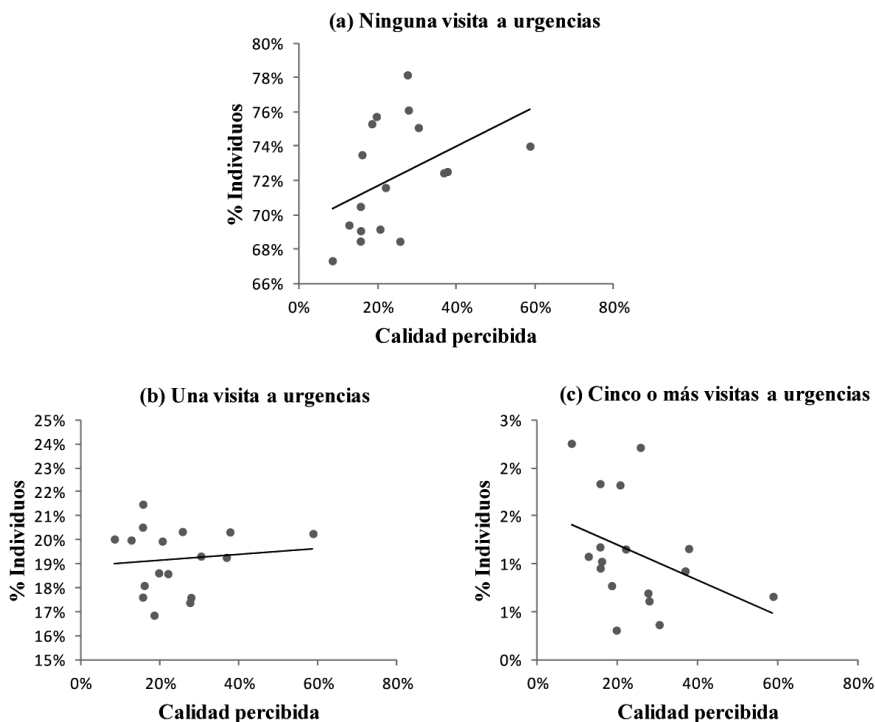 (a) Ninguna visita a urgencias
80%
78%
76%
74%
72%
70%
68%
66%
% Individuos
0% 20% 40% 60% 80%
Calidad percibida
(b) Una visita a urgencias
25%
24%
23%
22%
21%
20%
19%
18%
17%
16%
15%
% Individuos
0% 20% 40% 60% 80%
Calidad percibida
(c) Cinco o más visitas a urgencias
3%
2%
2%
1%
1%
0%
% Individuos
0% 20% 40% 60% 80%
Calidad percibida